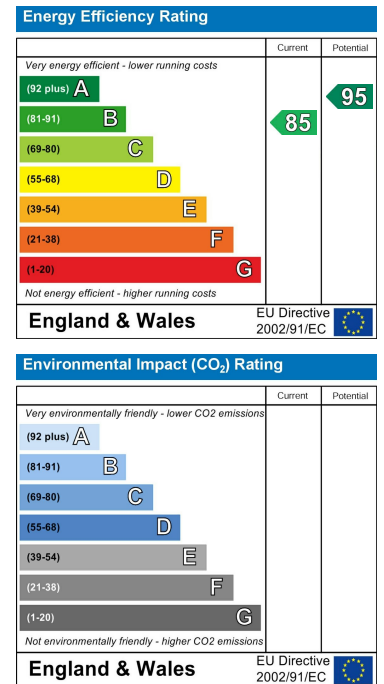 Energy Efficiency Rating
Current Potential
Very energy efficient - lower running costs
(92 plus) A
95
(81-91) B
85
(69-80) C
(55-68) D
(39-54) E
(21-38) F
(1-20) G
Not energy efficient - higher running costs
England & Wales
EU Directive
2002/91/EC
Environmental Impact (CO₂) Rating
Current Potential
Very environmentally friendly - lower CO2 emissions
(92 plus) A
(81-91) B
(69-80) C
(55-68) D
(39-54) E
(21-38) F
(1-20) G
Not environmentally friendly - higher CO2 emissions
England & Wales
EU Directive
2002/91/EC